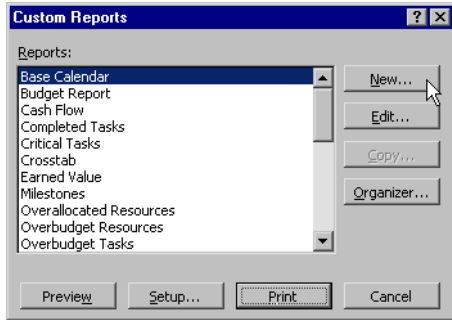 Custom Reports
Reports:
Base Calendar
Budget Report
Cash Flow
Completed Tasks
Critical Tasks
Crosstab
Earned Value
Milestones
Overallocated Resources
Overbudget Resources
Overbudget Tasks
New...
Edit...
Copy...
Organizer...
Preview
Setup...
Print
Cancel